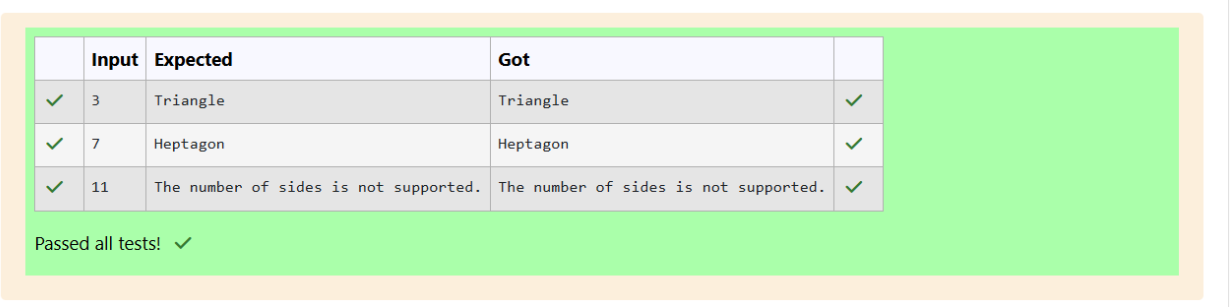 Input Expected Got
3 Triangle Triangle
7 Heptagon Heptagon
11 The number of sides is not supported. The number of sides is not supported.
Passed all tests!